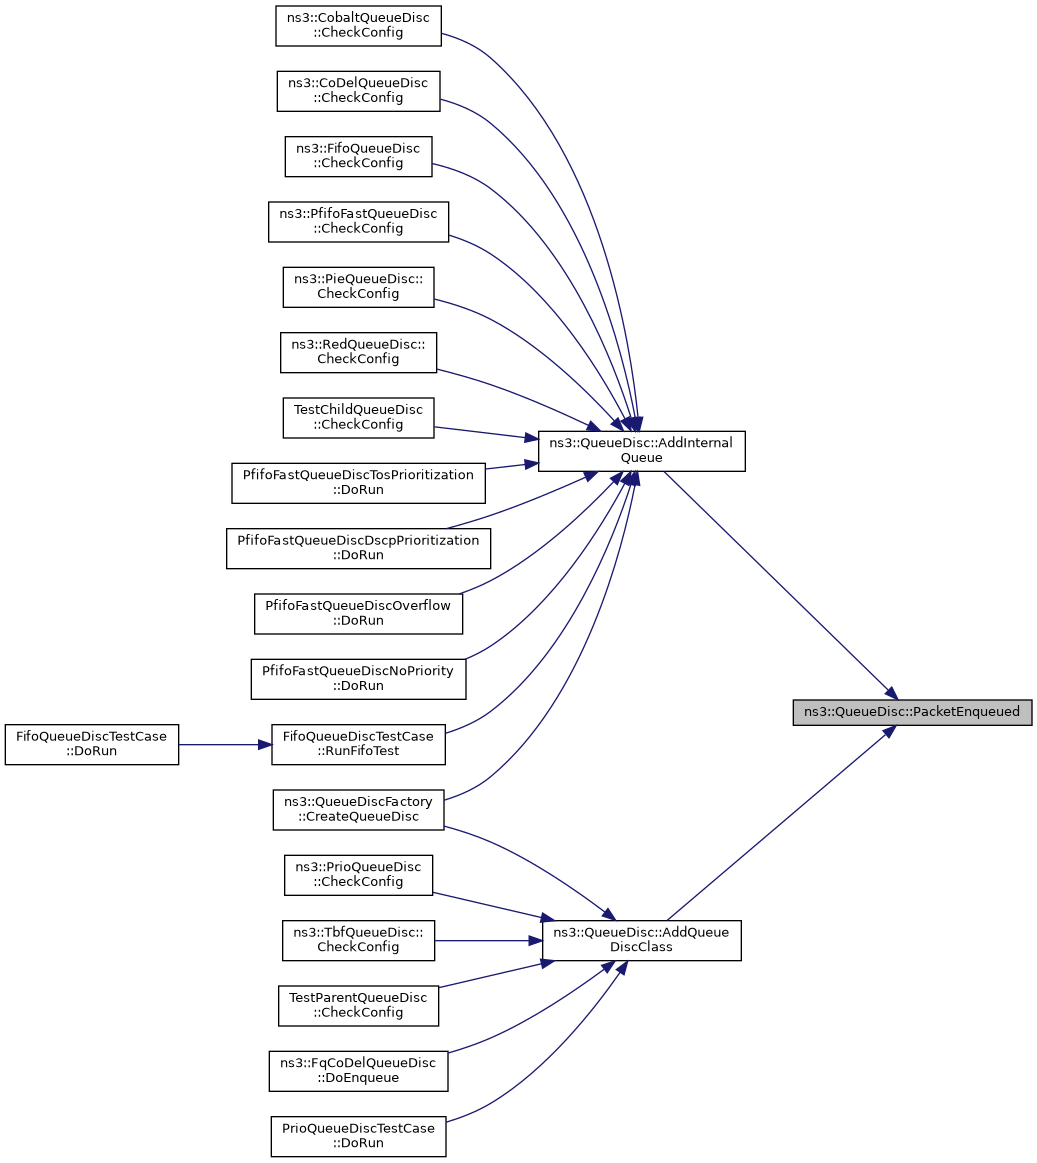 ns3::CobaltQueueDisc
::CheckConfig
ns3::CoDelQueueDisc
::CheckConfig
ns3::FifoQueueDisc
::CheckConfig
ns3::PfifoFastQueueDisc
::CheckConfig
ns3::PieQueueDisc::
CheckConfig
ns3::RedQueueDisc::
CheckConfig
TestChildQueueDisc
::CheckConfig
ns3::QueueDisc::AddInternal
Queue
PfifoFastQueueDiscTosPrioritization
::DoRun
PfifoFastQueueDiscDscpPrioritization
::DoRun
PfifoFastQueueDiscOverflow
::DoRun
PfifoFastQueueDiscNoPriority
::DoRun
ns3::QueueDisc::PacketEnqueued
FifoQueueDiscTestCase
::DoRun
FifoQueueDiscTestCase
::RunFifoTest
ns3::QueueDiscFactory
::CreateQueueDisc
ns3::PrioQueueDisc
::CheckConfig
ns3::TbfQueueDisc::
CheckConfig
ns3::QueueDisc::AddQueue
DiscClass
TestParentQueueDisc
::CheckConfig
ns3::FqCoDelQueueDisc
::DoEnqueue
PrioQueueDiscTestCase
::DoRun